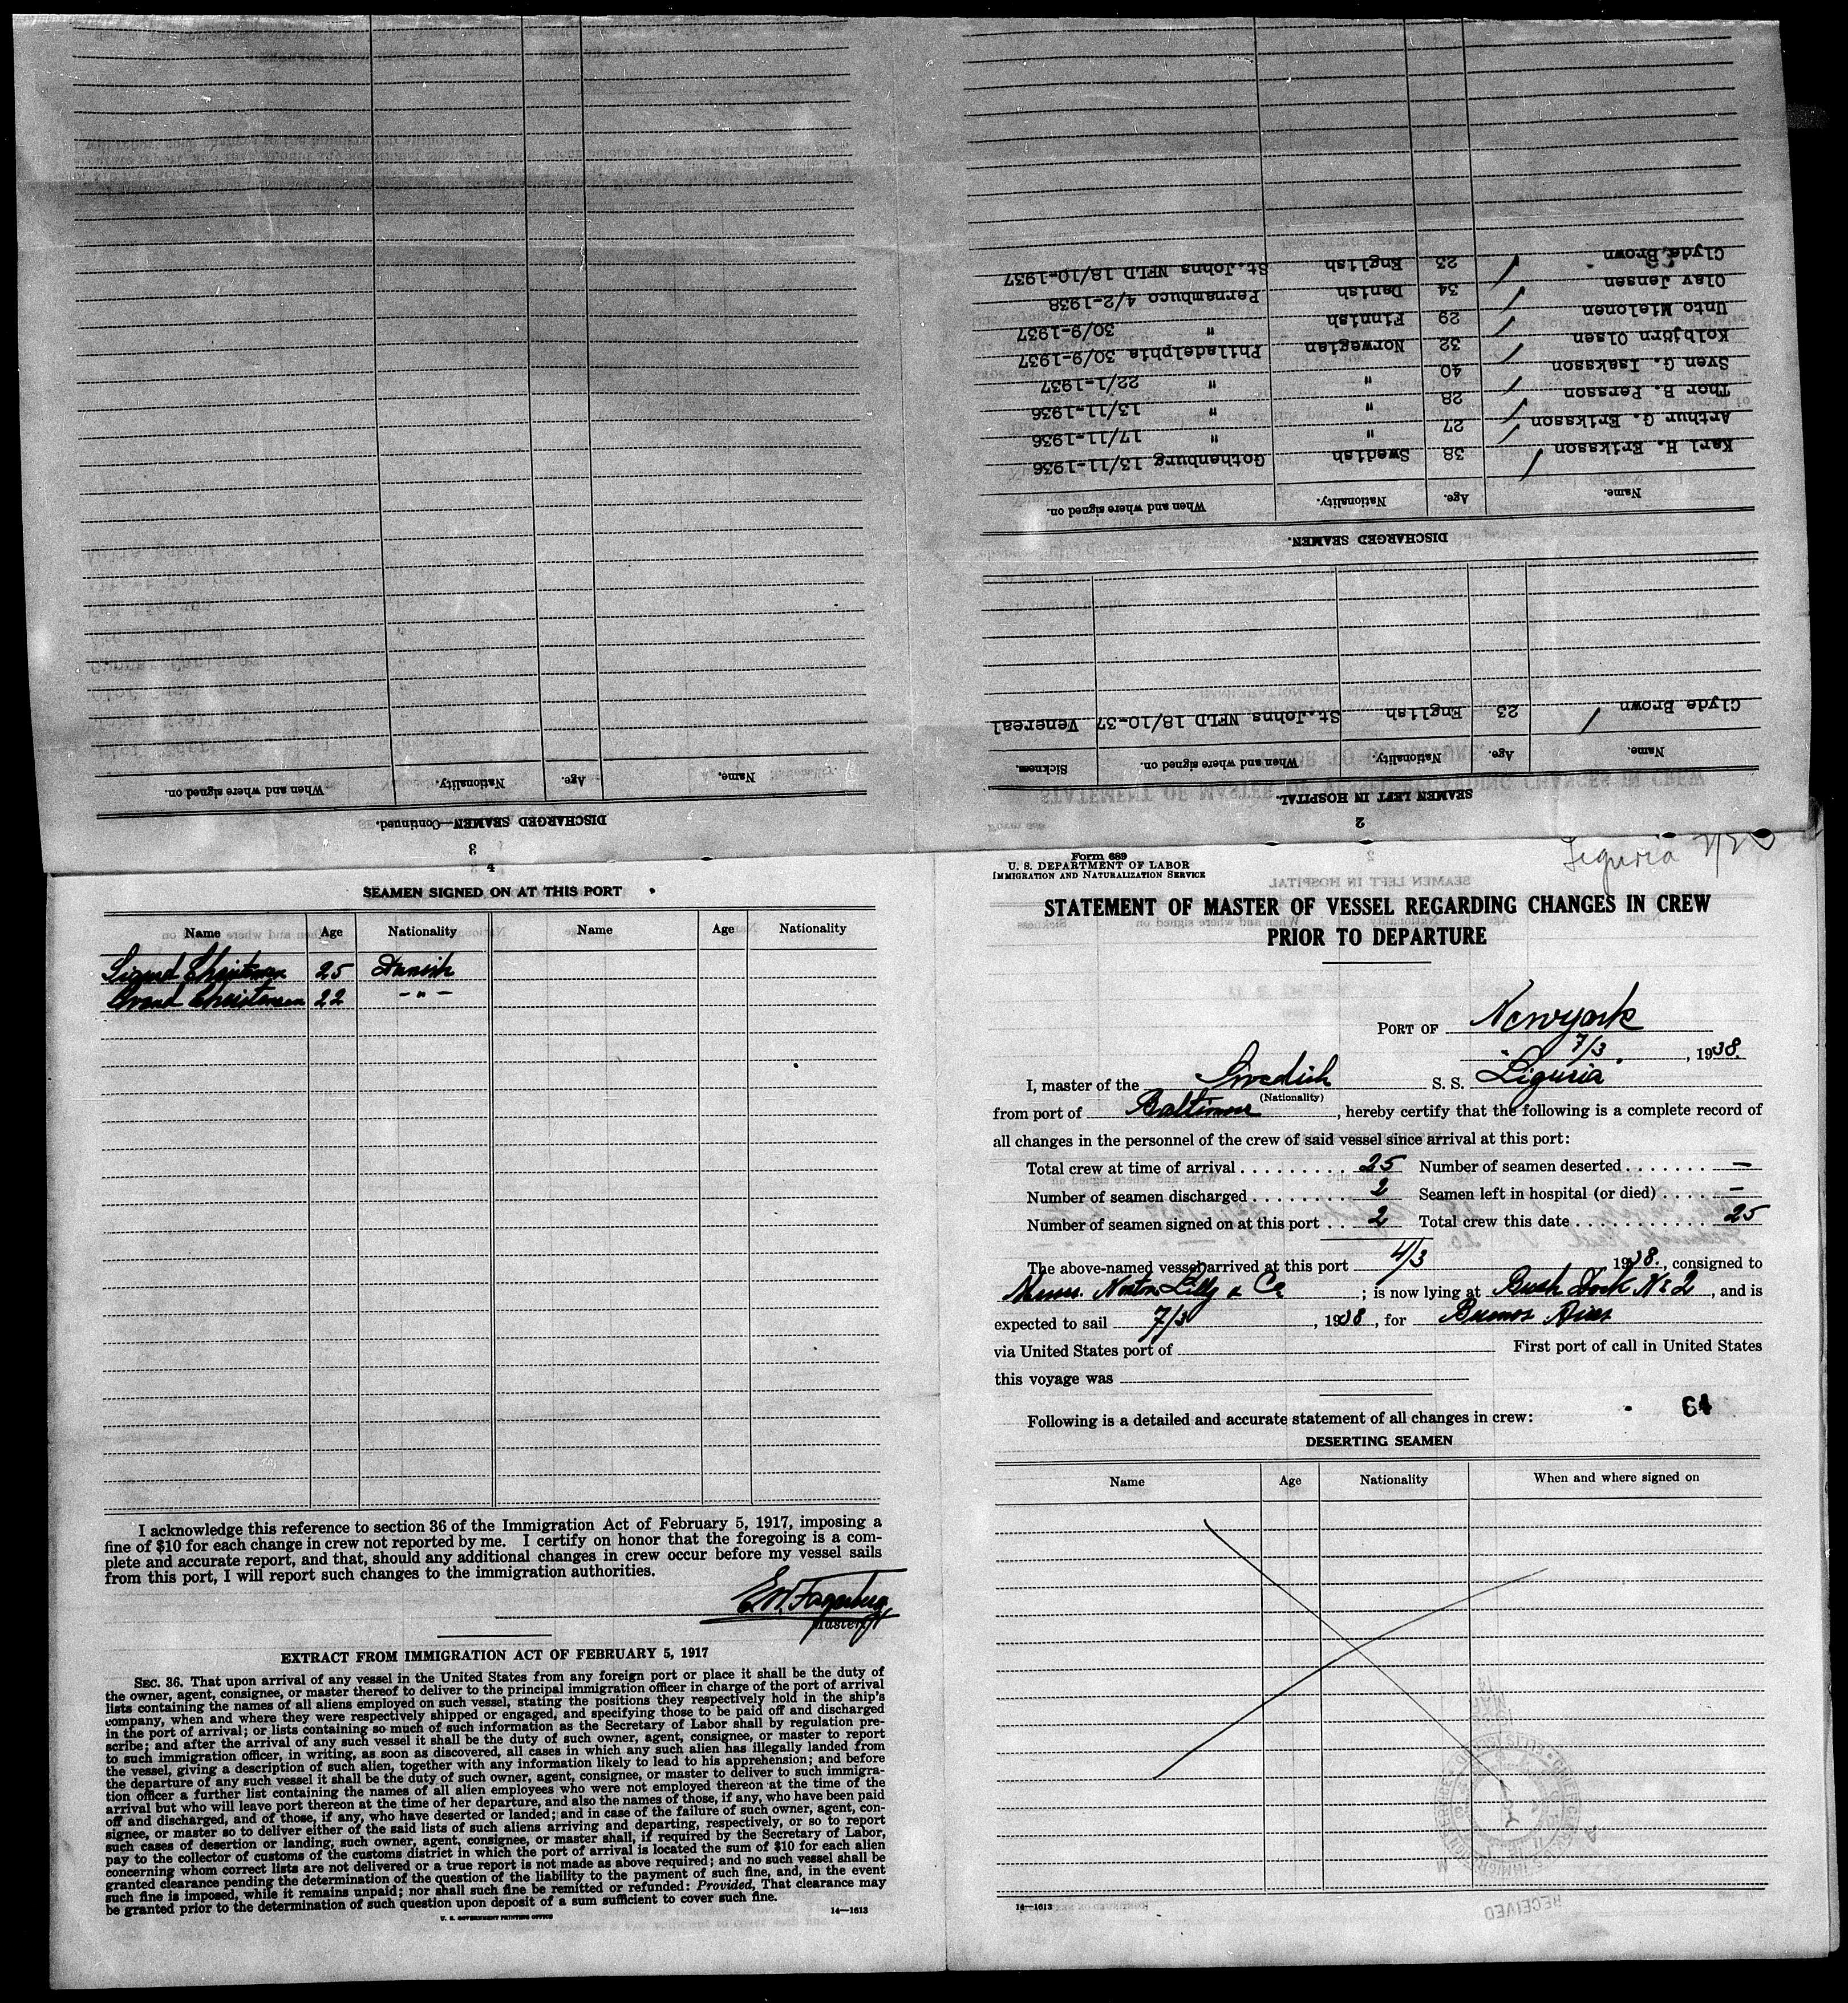 2
SEAMEN LEFT IN HOSPITAL
Name. Age. Nationality. When and where signed on. Sickness.
Clyde Brown 23 English St.Johns NFLD 18/10-37 Venereal
DISCHARGED SEAMEN.
Name. Age. Nationality. When and where signed on.
Karl H. Eriksson 38 Swedish Gothenburg 13/11-1936
Arthur G. Eriksson 27 " " 17/11-1936
Thor B. Persson 28 " " 13/11-1936
Sven G. Isaksson 40 " " 22/1-1937
Kolbjörn Olsen 32 Norwegian Philadelphia 30/9-1937
Unto Mielonen 29 Finnish " 30/9-1937
Olav Jensen 34 Danish Pernambuco 4/2-1938
Clyde Brown 23 English St.Johns NFLD 18/10-1937
3
DISCHARGED SEAMEN—Continued.
Name. Age. Nationality. When and where signed on.
4
SEAMEN SIGNED ON AT THIS PORT
Name Age Nationality Name Age Nationality
Sigurd Christensen 25 Danish
Christensen 22 -"-
I acknowledge this reference to section 36 of the Immigration Act of February 5, 1917, imposing a
fine of $10 for each change in crew not reported by me. I certify on honor that the foregoing is a com-
plete and accurate report, and that, should any additional changes in crew occur before my vessel sails
from this port, I will report such changes to the immigration authorities.
E.W. Fagerberg
Master.
EXTRACT FROM IMMIGRATION ACT OF FEBRUARY 5, 1917
SEC. 36. That upon arrival of any vessel in the United States from any foreign port or place it shall be the duty of
the owner, agent, consignee, or master thereof to deliver to the principal immigration officer in charge of the port of arrival
lists containing the names of all aliens employed on such vessel, stating the positions they respectively hold in the ship's
company, when and where they were respectively shipped or engaged, and specifying those to be paid off and discharged
in the port of arrival; or lists containing so much of such information as the Secretary of Labor shall by regulation pre-
scribe; and after the arrival of any such vessel it shall be the duty of such owner, agent, consignee, or master to report
to such immigration officer, in writing, as soon as discovered, all cases in which any such alien has illegally landed from
the vessel, giving a description of such alien, together with any information likely to lead to his apprehension; and before
the departure of any such vessel it shall be the duty of such owner, agent, consignee, or master to deliver to such immigra-
tion officer a further list containing the names of all alien employees who were not employed thereon at the time of the
arrival but who will leave port thereon at the time of her departure, and also the names of those, if any, who have been paid
off and discharged, and of those, if any, who have deserted or landed; and in case of the failure of such owner, agent, con-
signee, or master so to deliver either of the said lists of such aliens arriving and departing, respectively, or so to report
such cases of desertion or landing, such owner, agent, consignee, or master shall, if required by the Secretary of Labor,
pay to the collector of customs of the customs district in which the port of arrival is located the sum of $10 for each alien
concerning whom correct lists are not delivered or a true report is not made as above required; and no such vessel shall be
granted clearance pending the determination of the question of the liability to the payment of such fine, and, in the event
such fine is imposed, while it remains unpaid; nor shall such fine be remitted or refunded: Provided, That clearance may
be granted prior to the determination of such question upon deposit of a sum sufficient to cover such fine.
U. S. GOVERNMENT PRINTING OFFICE 14—1613
Liguria
Form 689
U. S. DEPARTMENT OF LABOR
IMMIGRATION AND NATURALIZATION SERVICE
STATEMENT OF MASTER OF VESSEL REGARDING CHANGES IN CREW
PRIOR TO DEPARTURE
PORT OF Newyork
7/3, 1938.
I, master of the Swedish S. S. "Liguria"
(Nationality)
from port of Baltimore, hereby certify that the following is a complete record of
all changes in the personnel of the crew of said vessel since arrival at this port:
Total crew at time of arrival 25 Number of seamen deserted —
Number of seamen discharged 2 Seamen left in hospital (or died) —
Number of seamen signed on at this port 2 Total crew this date 25
The above-named vessel arrived at this port 4/3 1938., consigned to
Messrs. Norton Lilly & Co; is now lying at Bush Dock No 2, and is
expected to sail 7/3, 1938, for Buenos Aires
via United States port of First port of call in United States
this voyage was
Following is a detailed and accurate statement of all changes in crew:
64
DESERTING SEAMEN
Name Age Nationality When and where signed on
RECEIVED
14—1613